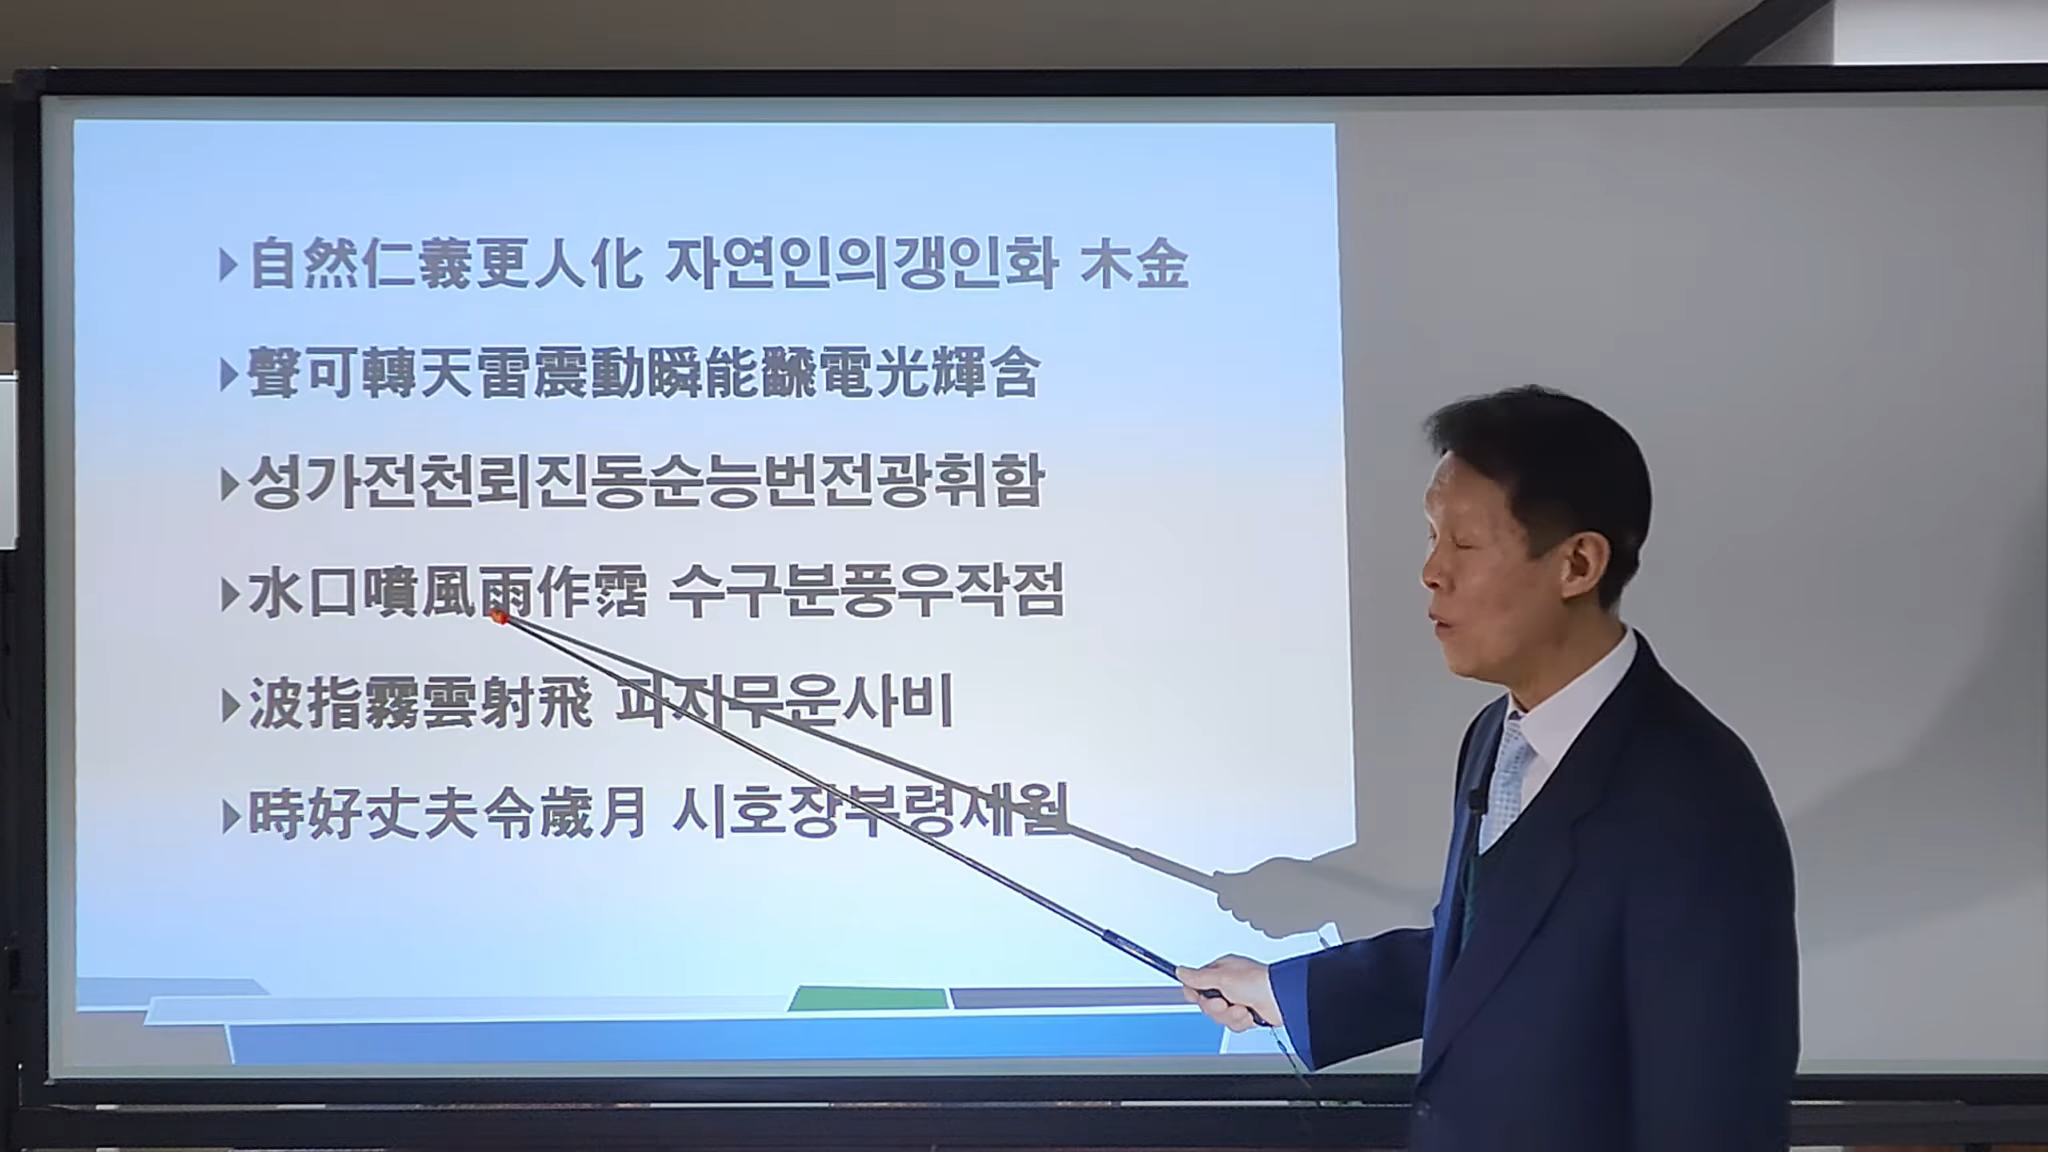 ▸自然仁義更人化 자연인의갱인화 木金
▸聲可轉天雷震動瞬能飜電光輝含
▸성가전천뢰진동순능번전광휘함
▸水口噴風雨作霑 수구분풍우작점
▸波指霧雲射飛 파지무운사비
▸時好丈夫令歲月 시호장부령세월